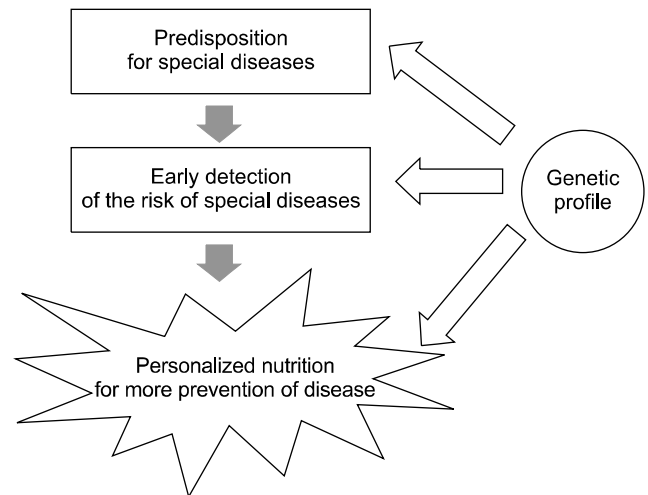 Predisposition
for special diseases
Early detection
of the risk of special diseases
Genetic
profile
Personalized nutrition
for more prevention of disease